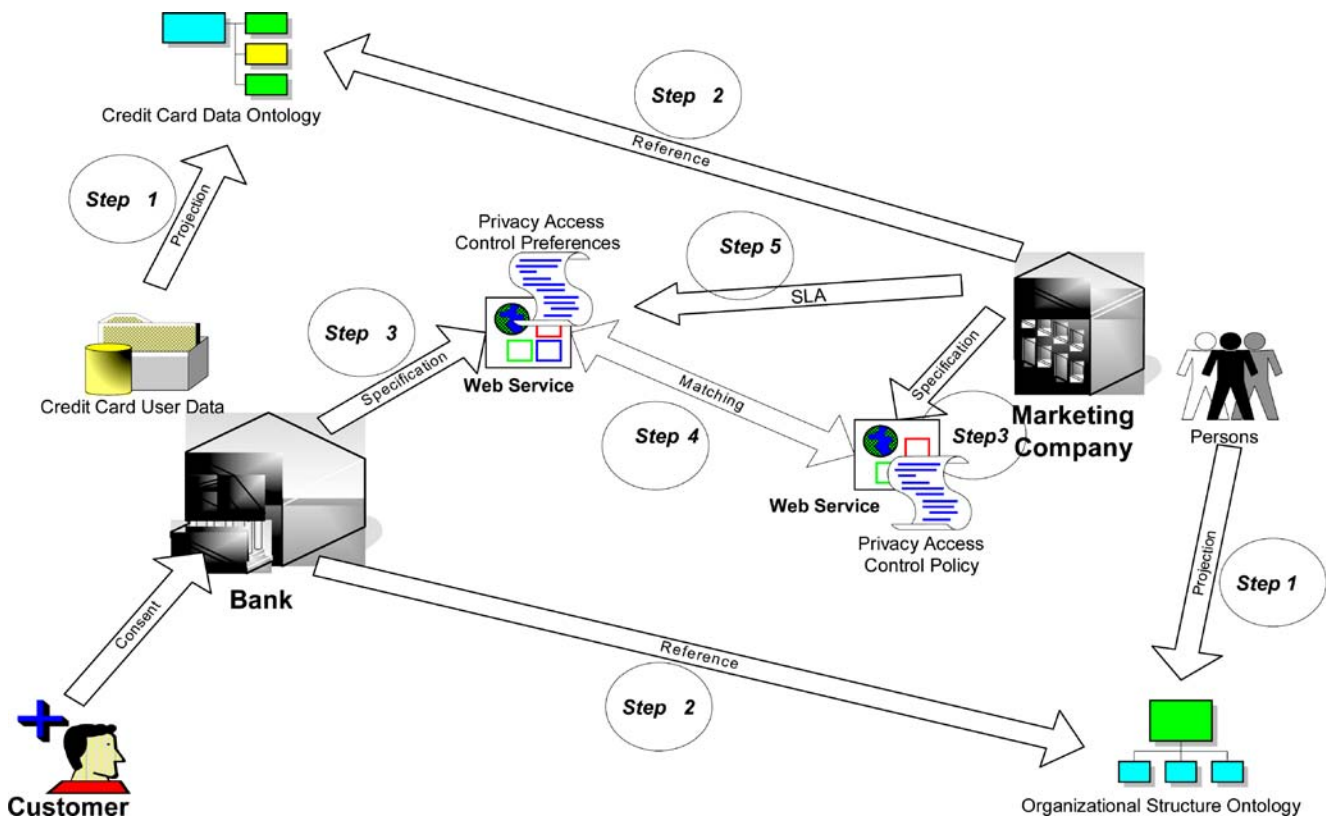 Credit Card Data Ontology
Step 2
Reference
Step 1
Projection
Privacy Access
Control Preferences
Step 5
SLA
Step 3
Specification
Web Service
Matching
Step 4
Specification
Step3
Marketing
Company
Persons
Credit Card User Data
Web Service
Privacy Access
Control Policy
Projection
Step 1
Bank
Consent
Reference
Step 2
Customer
Organizational Structure Ontology